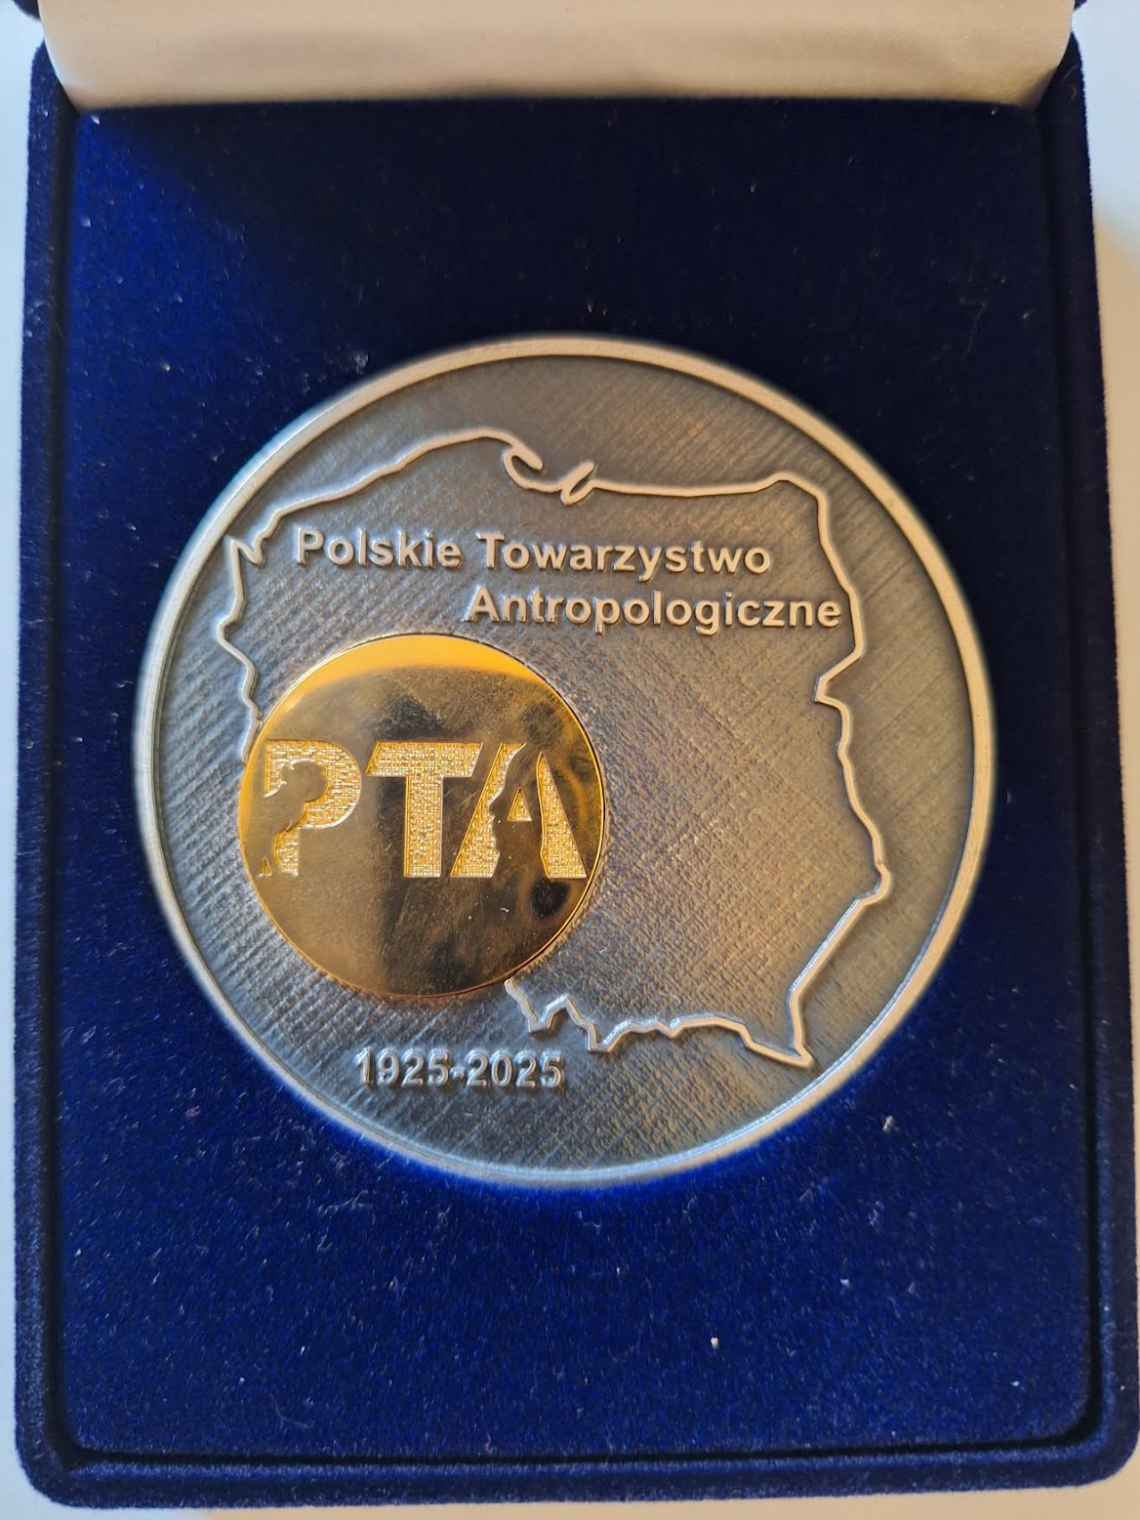 Polskie Towarzystwo
Antropologiczne
PTA
1925-2025